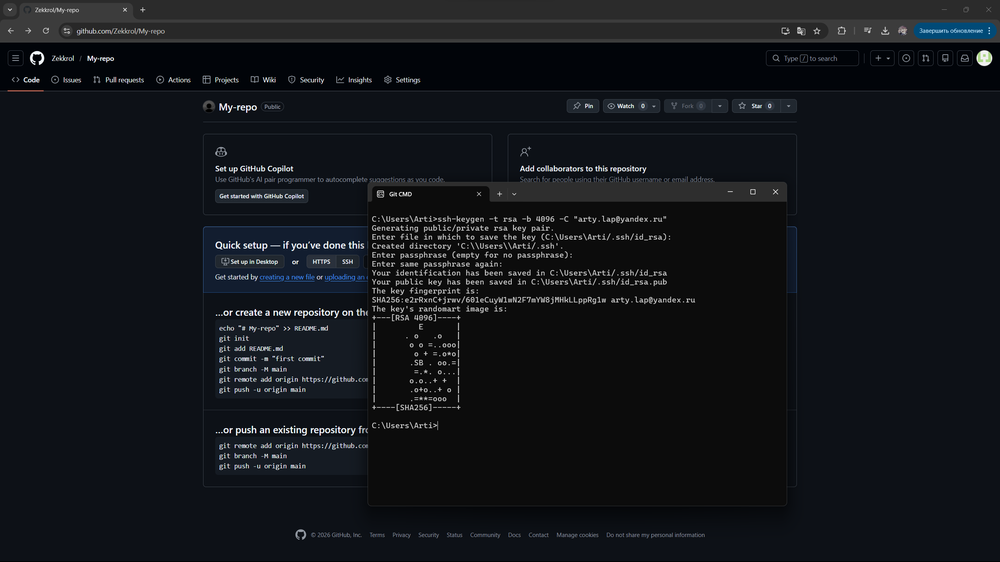 Zekkrol/My-repo
github.com/Zekkrol/My-repo
Завершить обновление
Zekkrol / My-repo
Type / to search
Code Issues Pull requests Actions Projects Wiki Security Insights Settings
My-repo Public
Pin Watch 0 Fork 0 Star 0
Set up GitHub Copilot
Use GitHub's AI pair programmer to autocomplete suggestions as you code.
Get started with GitHub Copilot
Add collaborators to this repository
Search for people using their GitHub username or email address.
Quick setup — if you’ve done this
Set up in Desktop or HTTPS SSH
Get started by creating a new file or uploading an
...or create a new repository on the
echo "# My-repo" >> README.md
git init
git add README.md
git commit -m "first commit"
git branch -M main
git remote add origin https://github.com
git push -u origin main
...or push an existing repository fro
git remote add origin https://github.com
git branch -M main
git push -u origin main
Git CMD
C:\Users\Arti>ssh-keygen -t rsa -b 4096 -C "arty.lap@yandex.ru"
Generating public/private rsa key pair.
Enter file in which to save the key (C:\Users\Arti/.ssh/id_rsa):
Created directory 'C:\\Users\\Arti/.ssh'.
Enter passphrase (empty for no passphrase):
Enter same passphrase again:
Your identification has been saved in C:\Users\Arti/.ssh/id_rsa
Your public key has been saved in C:\Users\Arti/.ssh/id_rsa.pub
The key fingerprint is:
SHA256:e2rRxnC+jrwv/601eCuyW1wN2F7mYW8jMHkLLppRg1w arty.lap@yandex.ru
The key's randomart image is:
+---[RSA 4096]----+
|         E       |
|      . o   .o   |
|       o o =..ooo|
|        o + =.o*o|
|       .SB . oo.=|
|        =.*. o...|
|       o.o..+ +  |
|       .o+o..+ o |
|       .=**=ooo  |
+----[SHA256]-----+
C:\Users\Arti>
© 2026 GitHub, Inc. Terms Privacy Security Status Community Docs Contact Manage cookies Do not share my personal information